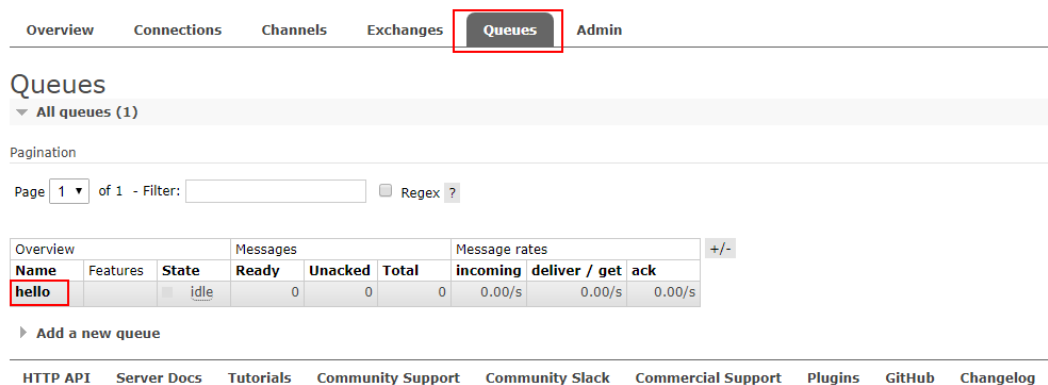 Overview Connections Channels Exchanges Queues Admin
Queues
All queues (1)
Pagination
Page 1 of 1 - Filter: Regex ?
Overview Messages Message rates +/-
Name Features State Ready Unacked Total incoming deliver / get ack
hello idle 0 0 0 0.00/s 0.00/s 0.00/s
Add a new queue
HTTP API Server Docs Tutorials Community Support Community Slack Commercial Support Plugins GitHub Changelog